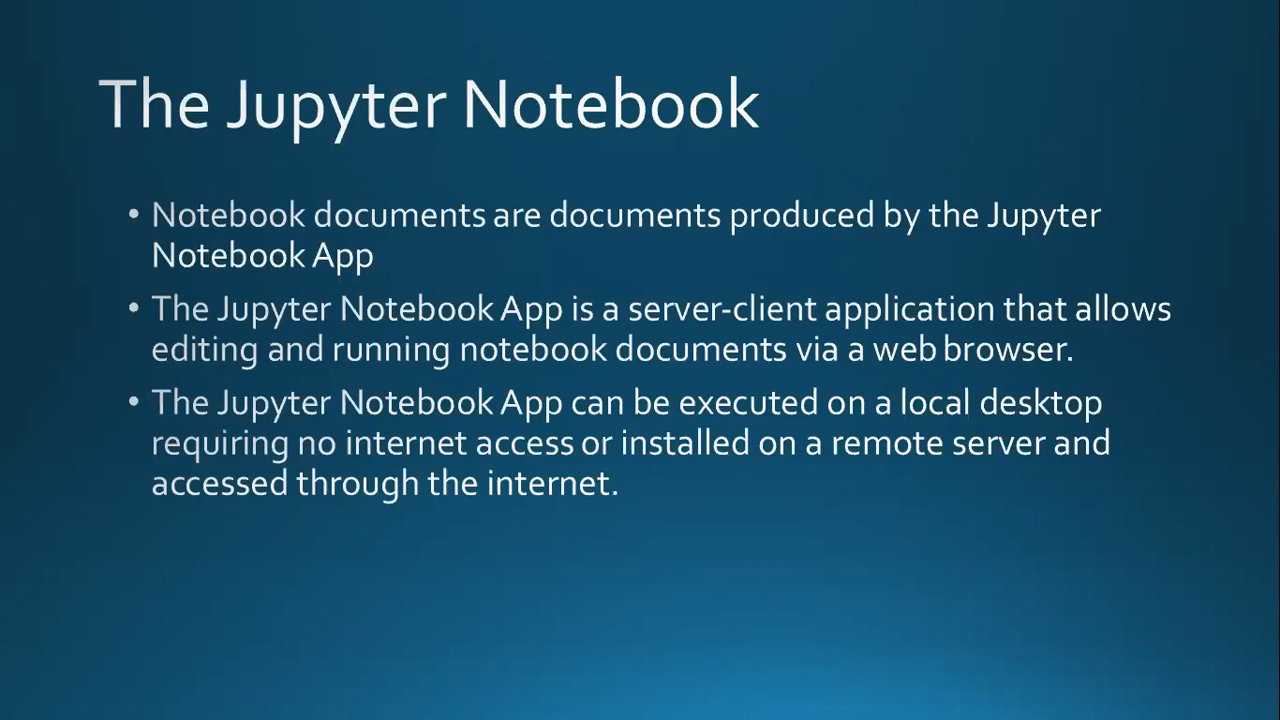 The Jupyter Notebook
• Notebook documents are documents produced by the Jupyter
Notebook App
• The Jupyter Notebook App is a server-client application that allows
editing and running notebook documents via a web browser.
• The Jupyter Notebook App can be executed on a local desktop
requiring no internet access or installed on a remote server and
accessed through the internet.